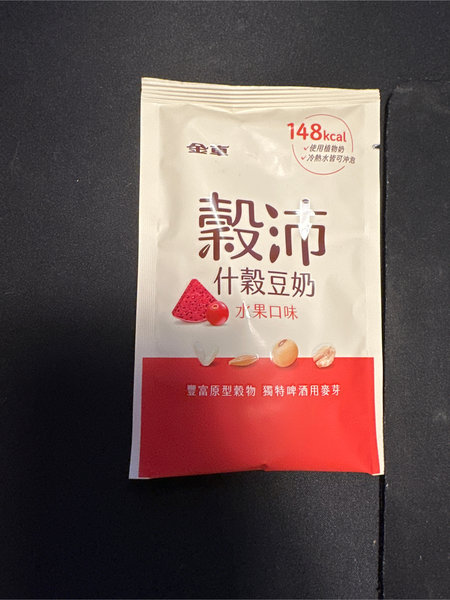 金車
148kcal
✓使用植物奶
✓冷熱水皆可沖泡
穀沛
什穀豆奶
水果口味
豐富原型穀物 獨特啤酒用麥芽